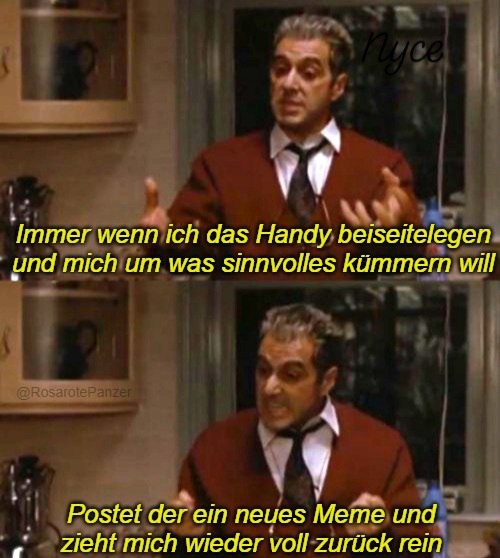 Nyce
Immer wenn ich das Handy beiseitelegen
und mich um was sinnvolles kümmern will
@RosarotePanzer
Postet der ein neues Meme und
zieht mich wieder voll zurück rein